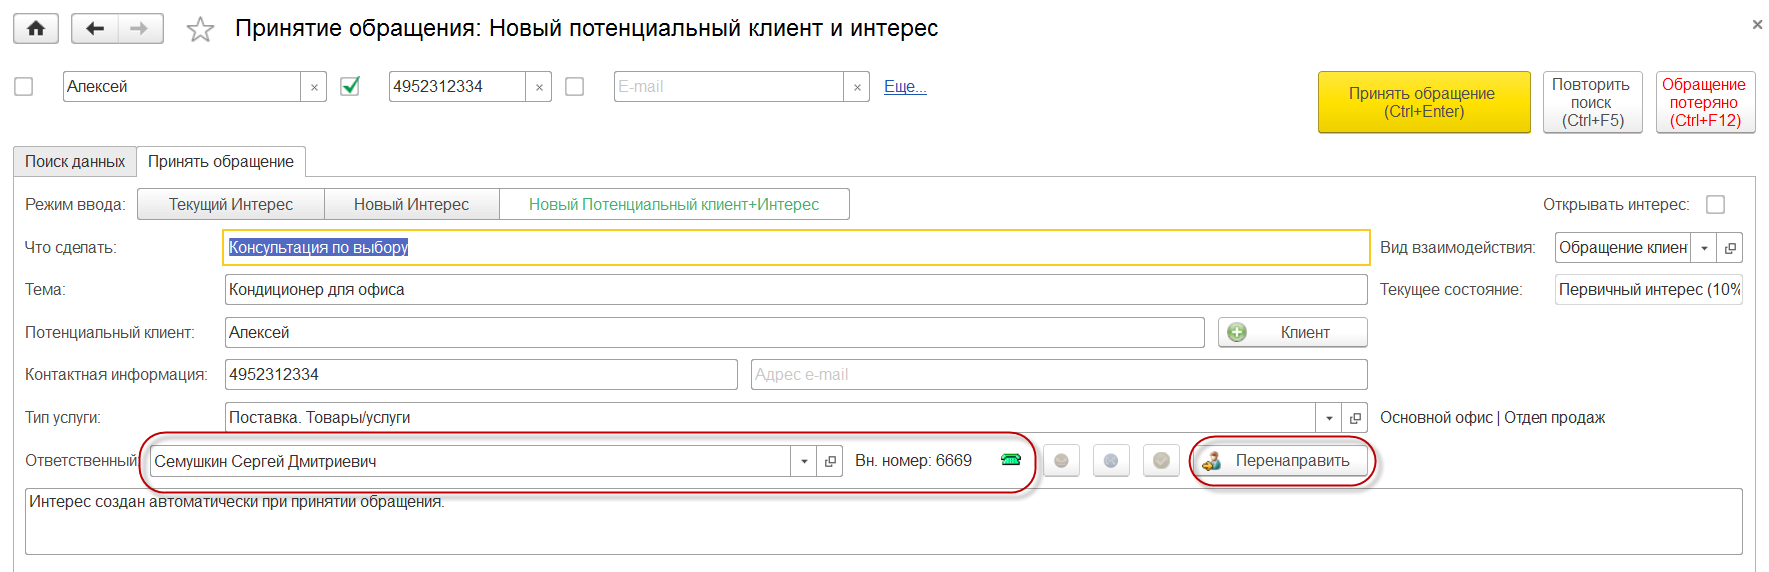 Принятие обращения: Новый потенциальный клиент и интерес
Алексей
4952312334
E-mail
Еще...
Принять обращение
(Ctrl+Enter)
Повторить
поиск
(Ctrl+F5)
Обращение
потеряно
(Ctrl+F12)
Поиск данных
Принять обращение
Режим ввода:
Текущий Интерес
Новый Интерес
Новый Потенциальный клиент+Интерес
Открывать интерес:
Что сделать:
Консультация по выбору
Вид взаимодействия:
Обращение клиен
Тема:
Кондиционер для офиса
Текущее состояние:
Первичный интерес (10%
Потенциальный клиент:
Алексей
Клиент
Контактная информация:
4952312334
Адрес e-mail
Тип услуги:
Поставка. Товары/услуги
Основной офис | Отдел продаж
Ответственный
Семушкин Сергей Дмитриевич
Вн. номер: 6669
Перенаправить
Интерес создан автоматически при принятии обращения.